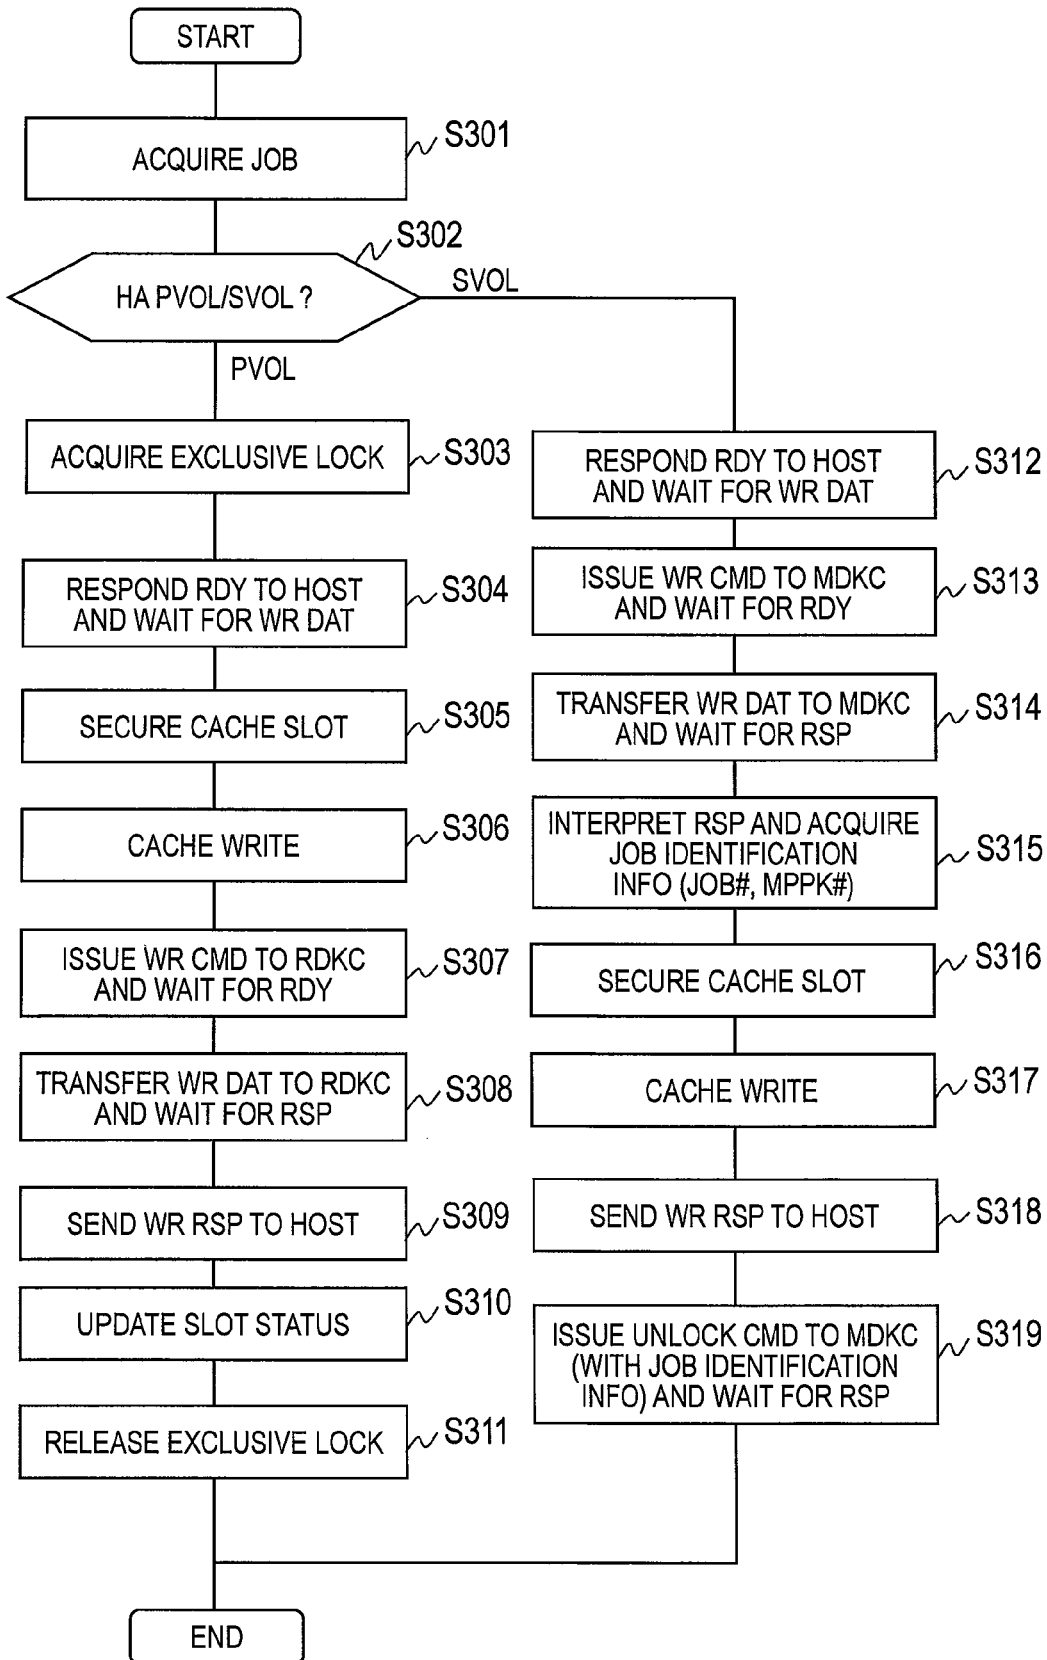 START
ACQUIRE JOB
S301
HA PVOL/SVOL ?
S302
SVOL
PVOL
ACQUIRE EXCLUSIVE LOCK
S303
RESPOND RDY TO HOST
AND WAIT FOR WR DAT
S304
SECURE CACHE SLOT
S305
CACHE WRITE
S306
ISSUE WR CMD TO RDKC
AND WAIT FOR RDY
S307
TRANSFER WR DAT TO RDKC
AND WAIT FOR RSP
S308
SEND WR RSP TO HOST
S309
UPDATE SLOT STATUS
S310
RELEASE EXCLUSIVE LOCK
S311
RESPOND RDY TO HOST
AND WAIT FOR WR DAT
S312
ISSUE WR CMD TO MDKC
AND WAIT FOR RDY
S313
TRANSFER WR DAT TO MDKC
AND WAIT FOR RSP
S314
INTERPRET RSP AND ACQUIRE
JOB IDENTIFICATION
INFO (JOB#, MPPK#)
S315
SECURE CACHE SLOT
S316
CACHE WRITE
S317
SEND WR RSP TO HOST
S318
ISSUE UNLOCK CMD TO MDKC
(WITH JOB IDENTIFICATION
INFO) AND WAIT FOR RSP
S319
END